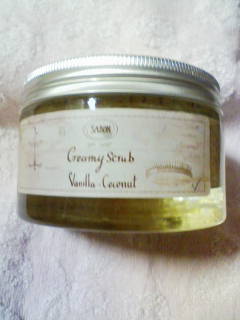 SABON
Creamy Scrub
Vanilla - Coconut